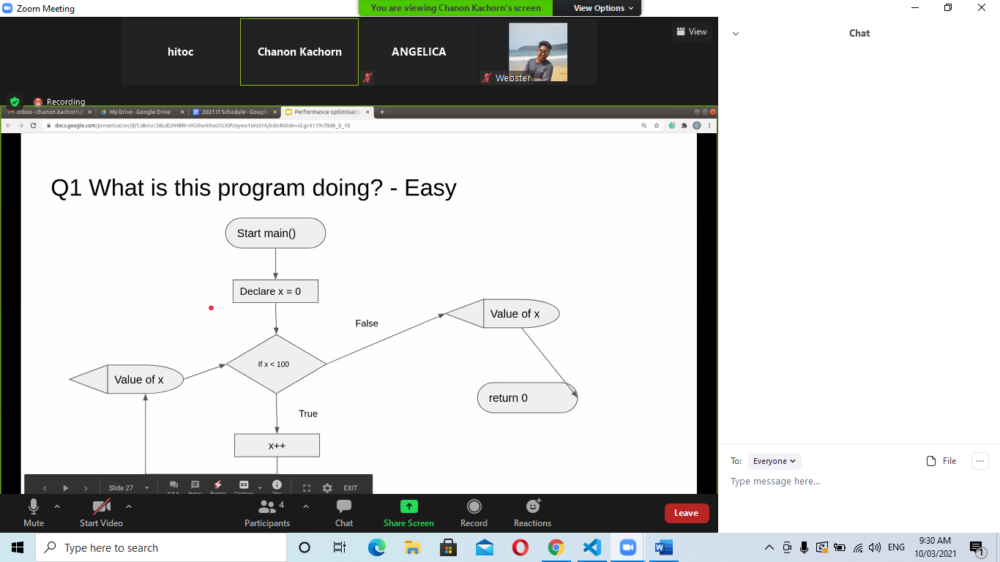 Zoom Meeting
You are viewing Chanon Kachorn's screen
View Options
hitoc
Chanon Kachorn
ANGELICA
Webster
View
Recording
Inbox - chanon.kachorn@
My Drive - Google Drive
2021 IT Schedule - Google
Performance optimisatio
docs.google.com/presentation/d/1JBviuc38LdG9HBRrv9OilwX9osXitXlPJoywx1Wo2rA/edit#slide=id.gc4119cf8d8_0_10
Q1 What is this program doing? - Easy
Start main()
Declare x = 0
If x < 100
False
Value of x
return 0
Value of x
True
x++
Slide 27
EXIT
Mute
Start Video
Participants
4
Chat
Share Screen
Record
Reactions
Leave
Chat
To:
Everyone
File
Type message here...
Type here to search
ENG
9:30 AM
10/03/2021
1